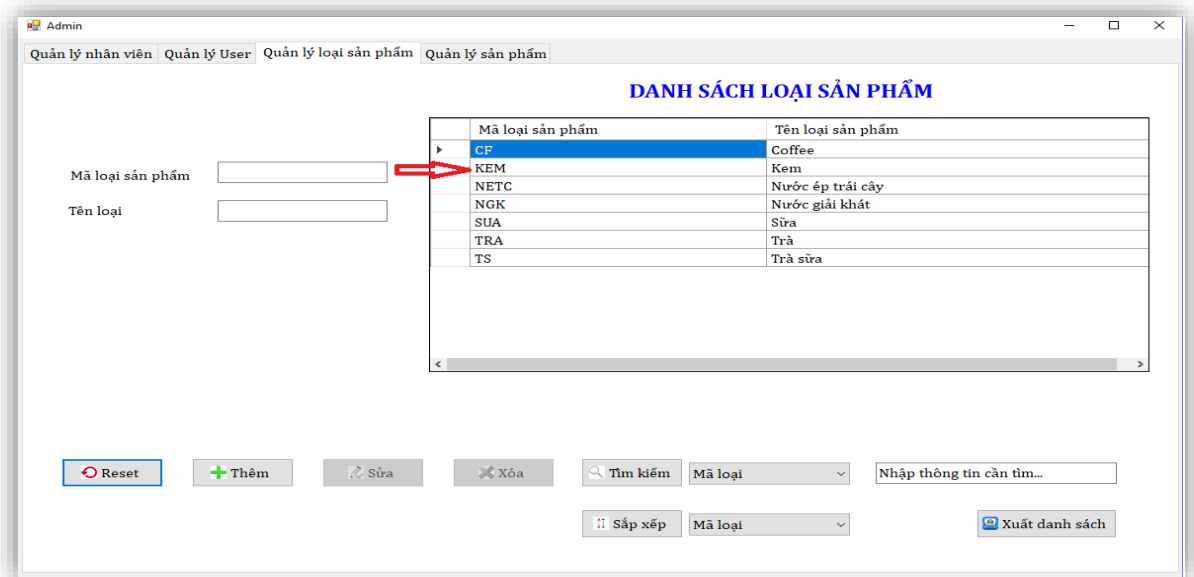 Admin
Quản lý nhân viên Quản lý User Quản lý loại sản phẩm Quản lý sản phẩm
DANH SÁCH LOẠI SẢN PHẨM
Mã loại sản phẩm Tên loại sản phẩm
CF Coffee
KEM Kem
NETC Nước ép trái cây
NGK Nước giải khát
SUA Sữa
TRA Trà
TS Trà sữa
Mã loại sản phẩm
Tên loại
Reset Thêm Sửa Xóa Tìm kiếm Mã loại Nhập thông tin cần tìm...
Sắp xếp Mã loại Xuất danh sách